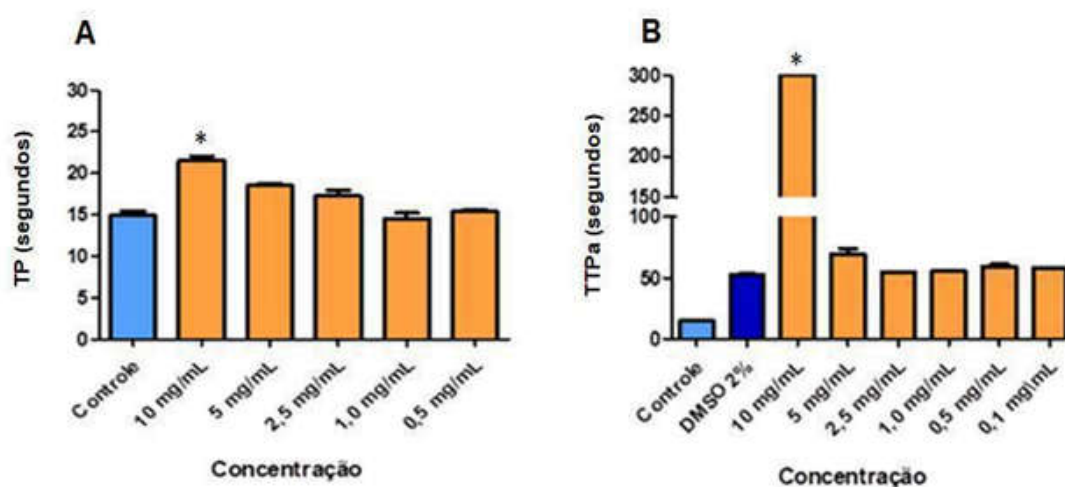 A
TP (segundos)
30
25
20
15
10
5
0
*
Controle
10 mg/mL
5 mg/mL
2,5 mg/mL
1,0 mg/mL
0,5 mg/mL
Concentração
B
TTPa (segundos)
300
250
200
150
100
50
0
*
Controle
DMSO 2%
10 mg/mL
5 mg/mL
2,5 mg/mL
1,0 mg/mL
0,5 mg/mL
0,1 mg\mL
Concentração